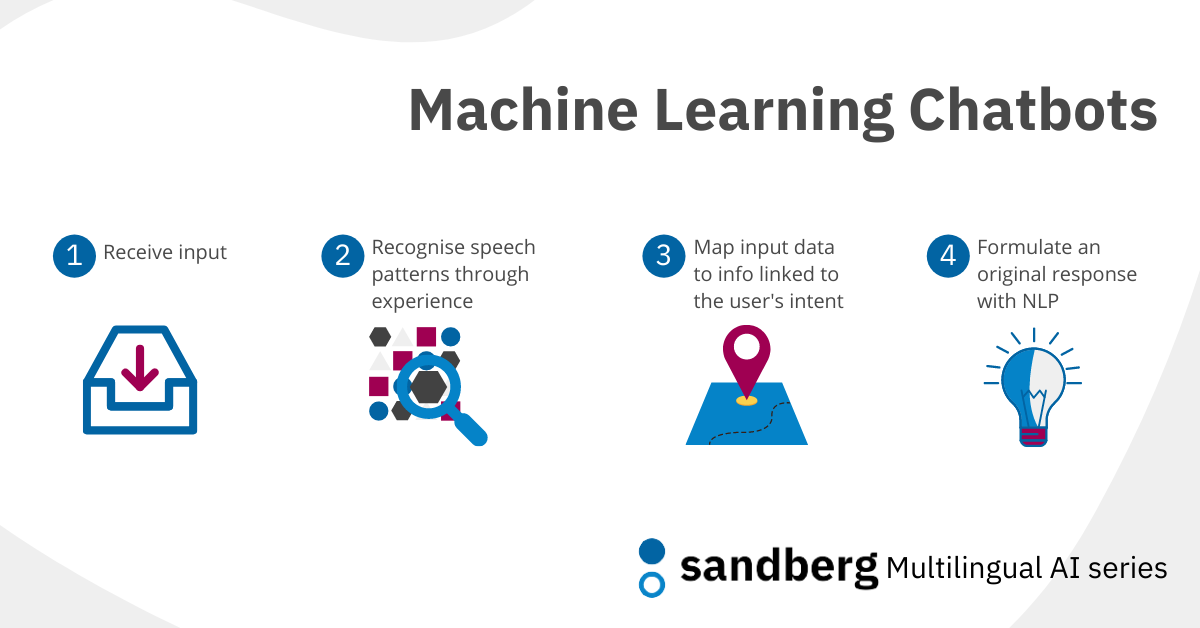 Machine Learning Chatbots
1 Receive input
2 Recognise speech
patterns through
experience
3 Map input data
to info linked to
the user's intent
4 Formulate an
original response
with NLP
sandberg Multilingual AI series